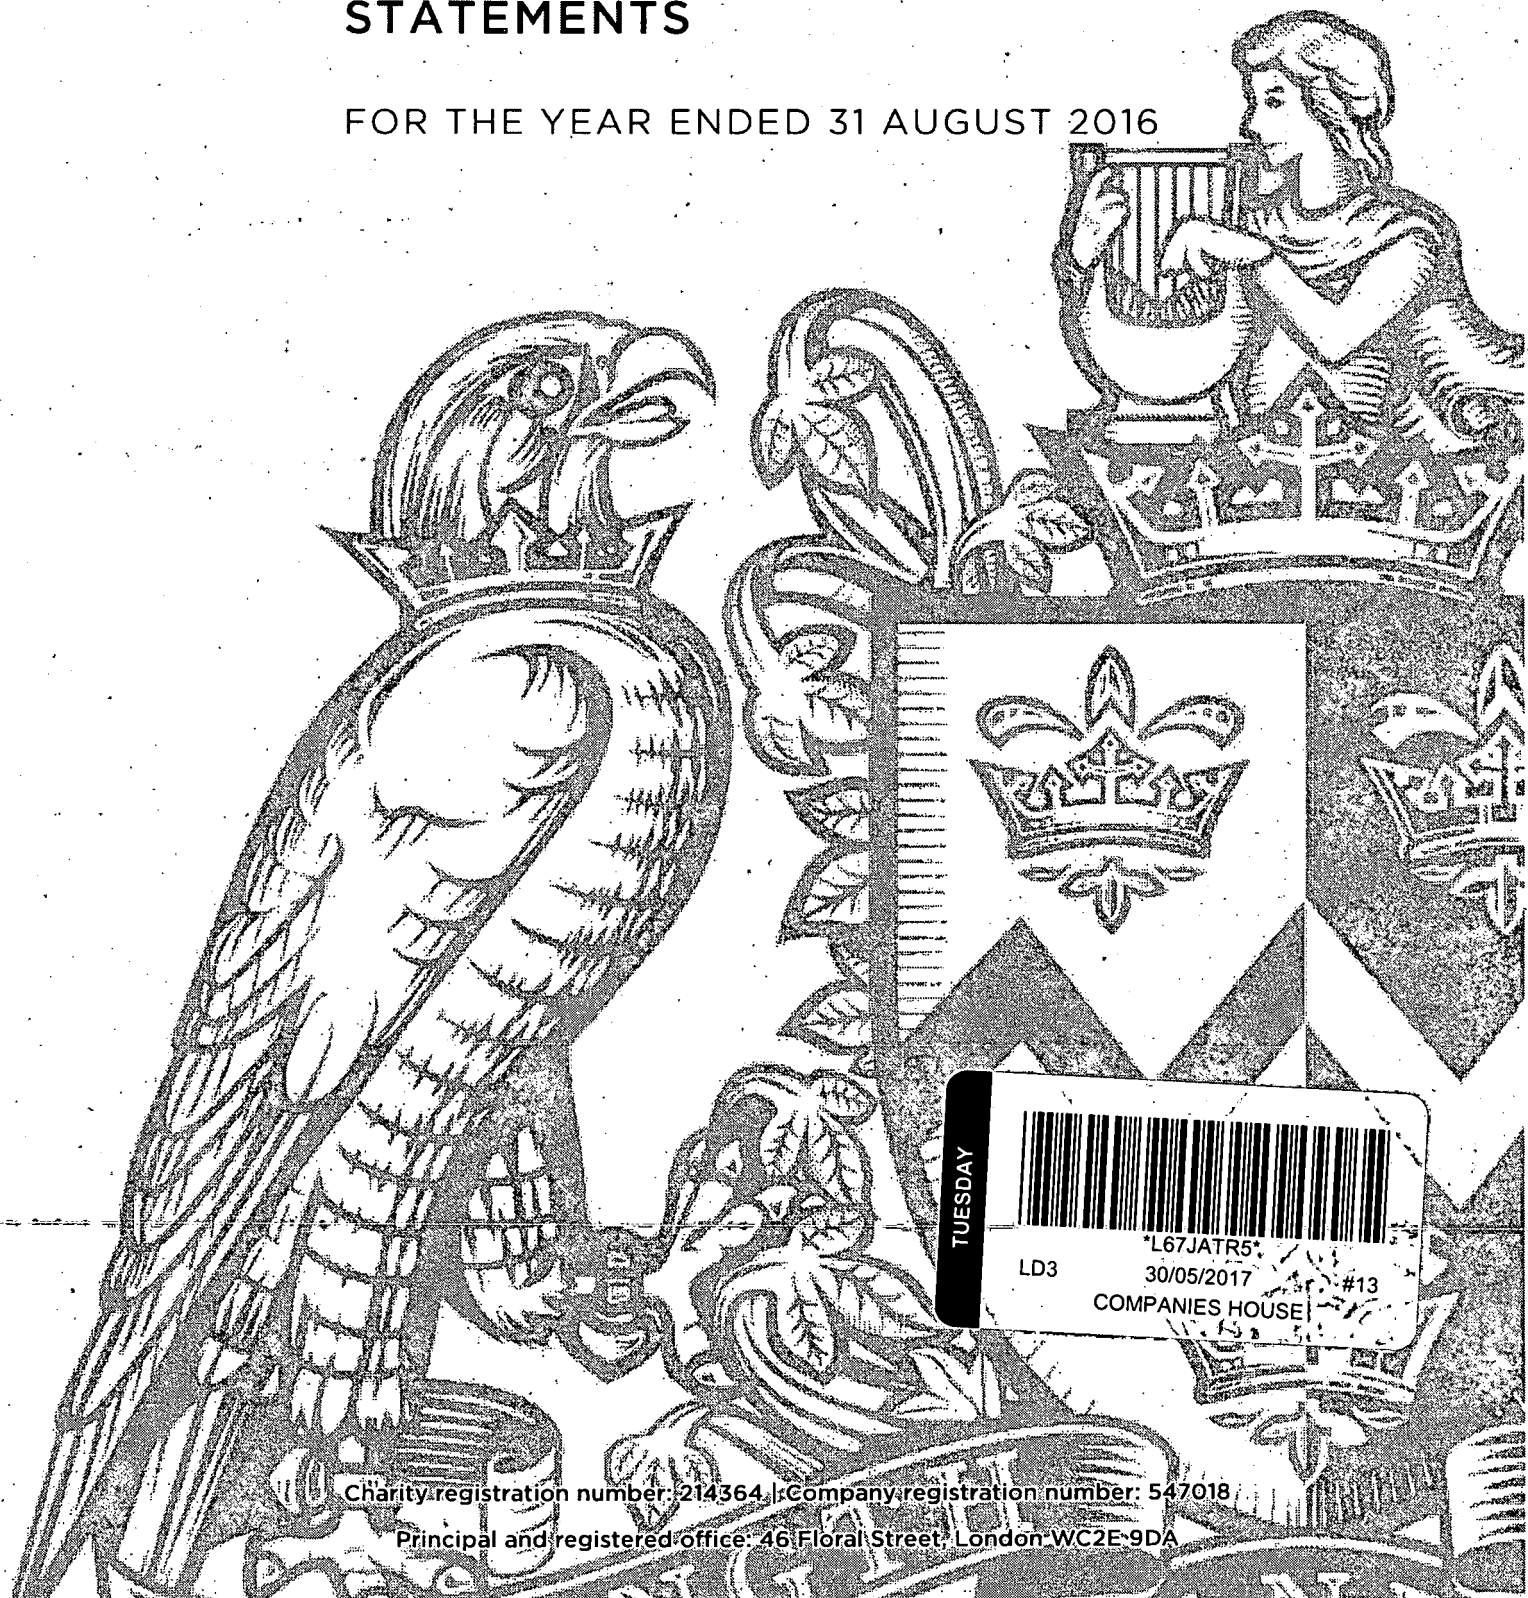 STATEMENTS
FOR THE YEAR ENDED 31 AUGUST 2016
TUESDAY
*L67JATR5*
LD3
30/05/2017
#13
COMPANIES HOUSE
Charity registration number: 214364 | Company registration number: 547018
Principal and registered office: 46 Floral Street, London WC2E 9DA